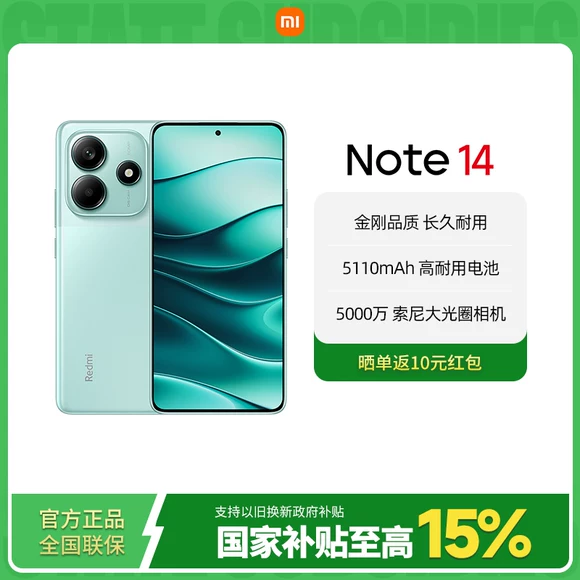 STATE SUBSIDIES
Note 14
金刚品质 长久耐用
5110mAh 高耐用电池
5000万 索尼大光圈相机
晒单返10元红包
Redmi
官方正品
全国联保
支持以旧换新政府补贴
国家补贴至高15%